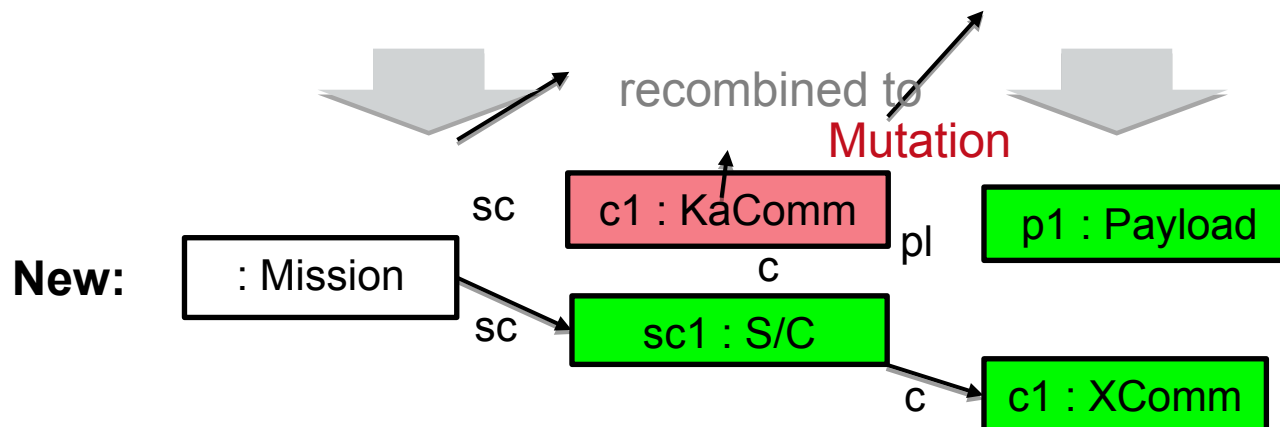 recombined to
Mutation
sc
c1 : KaComm
pl
p1 : Payload
c
New:
: Mission
sc
sc1 : S/C
c
c1 : XComm